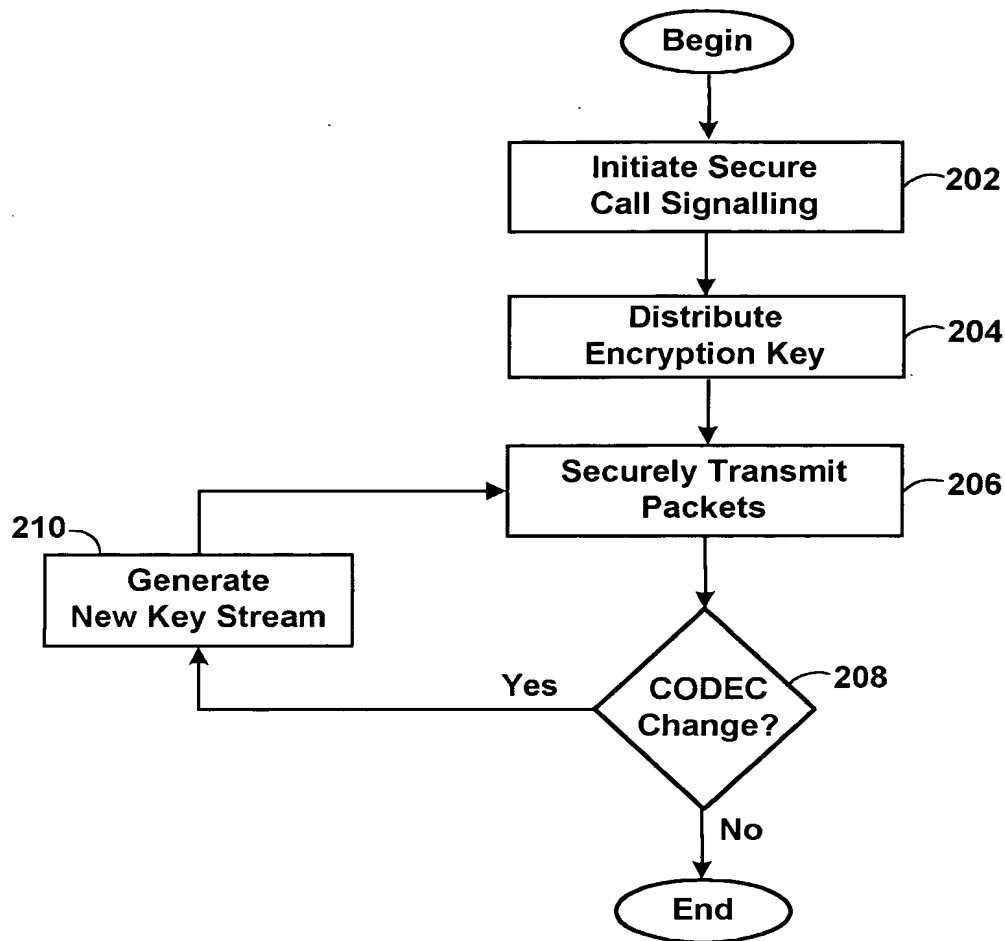 Begin
Initiate Secure
Call Signalling
202
Distribute
Encryption Key
204
Securely Transmit
Packets
206
210
Generate
New Key Stream
Yes
CODEC
Change?
208
No
End